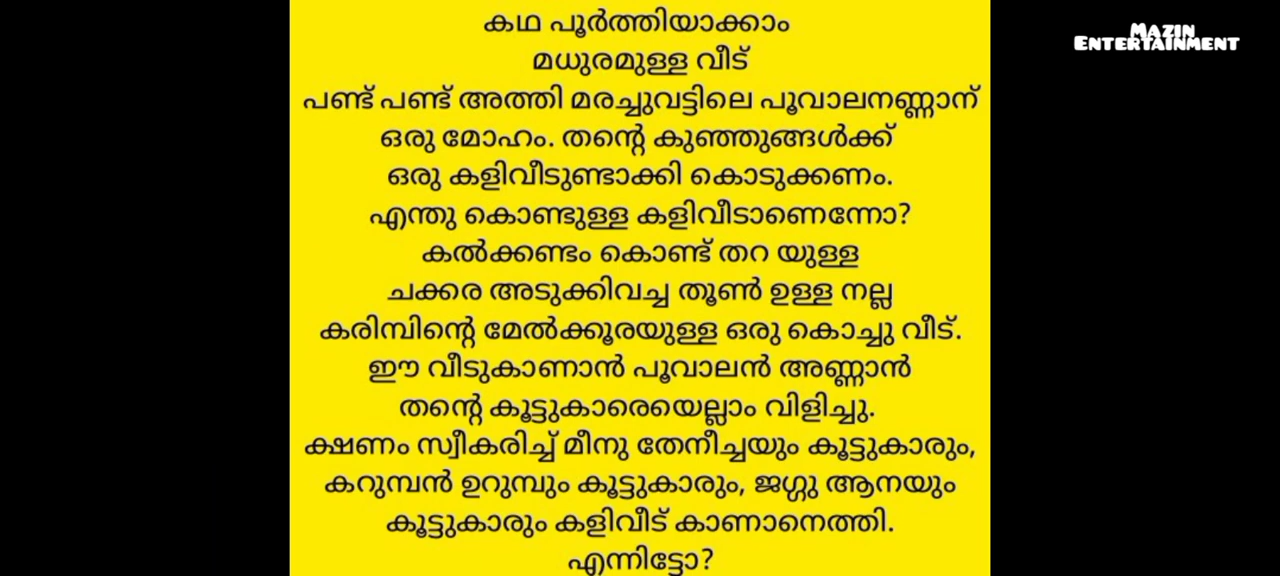 കഥ പൂർത്തിയാക്കാം
MAZIN
ENTERTAINMENT
മധുരമുള്ള വീട്
പണ്ട് പണ്ട് അത്തി മരച്ചുവട്ടിലെ പൂവാലനണ്ണാന്
ഒരു മോഹം. തന്റെ കുഞ്ഞുങ്ങൾക്ക്
ഒരു കളിവീടുണ്ടാക്കി കൊടുക്കണം.
എന്തു കൊണ്ടുള്ള കളിവീടാണെന്നോ?
കൽക്കണ്ടം കൊണ്ട് തറ യുള്ള
ചക്കര അടുക്കിവച്ച തൂൺ ഉള്ള നല്ല
കരിമ്പിന്റെ മേൽക്കൂരയുള്ള ഒരു കൊച്ചു വീട്.
ഈ വീടുകാണാൻ പൂവാലൻ അണ്ണാൻ
തന്റെ കൂട്ടുകാരെയെല്ലാം വിളിച്ചു.
ക്ഷണം സ്വീകരിച്ച് മീനു തേനീച്ചയും കൂട്ടുകാരും,
കറുമ്പൻ ഉറുമ്പും കൂട്ടുകാരും, ജഗ്ഗു ആനയും
കൂട്ടുകാരും കളിവീട് കാണാനെത്തി.
എന്നിട്ടോ?